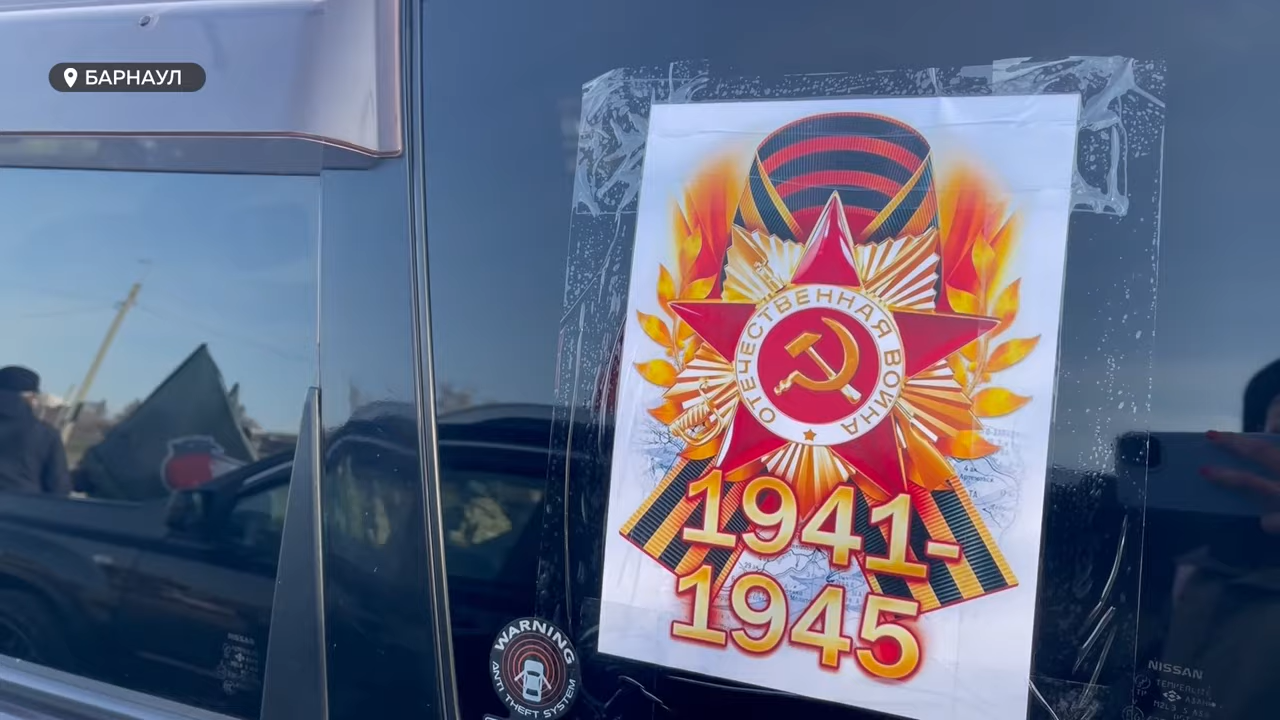 БАРНАУЛ
ОТЕЧЕСТВЕННАЯ ВОЙНА
1941-
1945
WARNING
ANTI THEFT SYSTEM
NISSAN
NISSAN